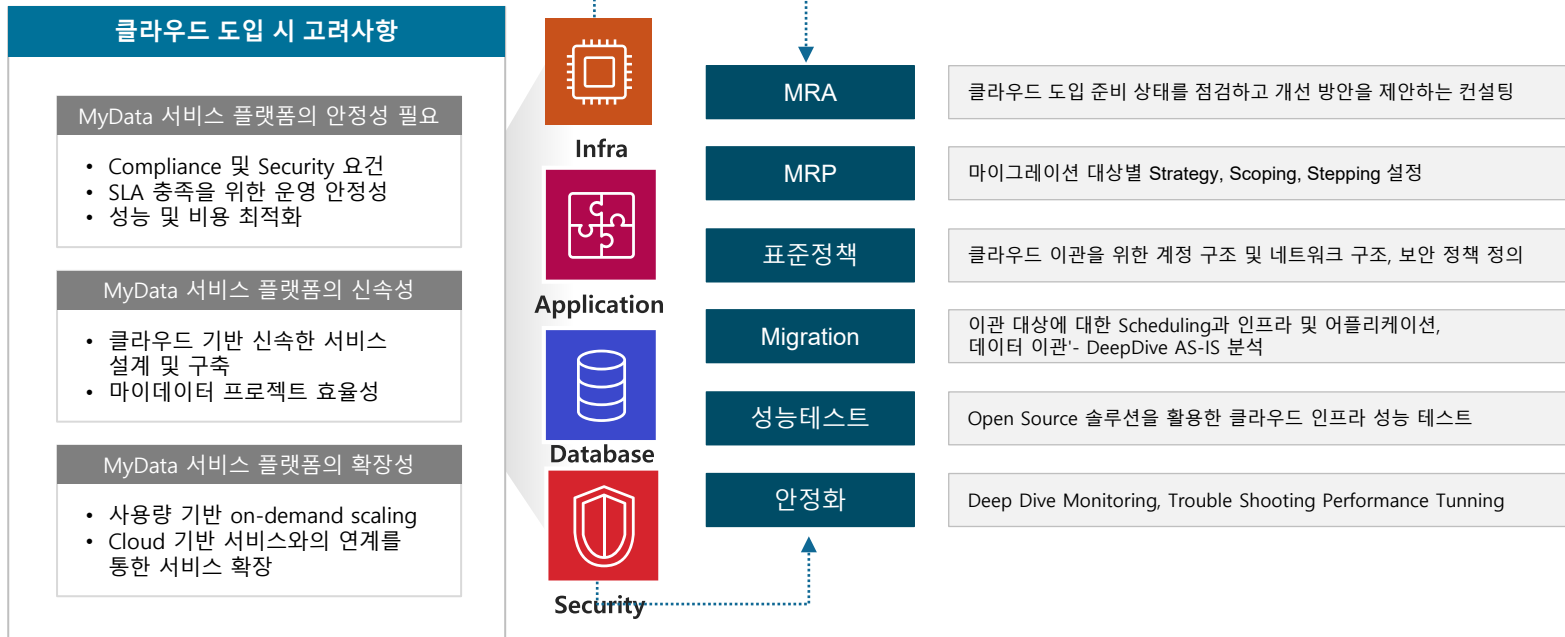 클라우드 도입 시 고려사항
MyData 서비스 플랫폼의 안정성 필요
• Compliance 및 Security 요건
• SLA 충족을 위한 운영 안정성
• 성능 및 비용 최적화
MyData 서비스 플랫폼의 신속성
• 클라우드 기반 신속한 서비스
설계 및 구축
• 마이데이터 프로젝트 효율성
MyData 서비스 플랫폼의 확장성
• 사용량 기반 on-demand scaling
• Cloud 기반 서비스와의 연계를
통한 서비스 확장
Infra
Application
Database
Security
MRA
클라우드 도입 준비 상태를 점검하고 개선 방안을 제안하는 컨설팅
MRP
마이그레이션 대상별 Strategy, Scoping, Stepping 설정
표준정책
클라우드 이관을 위한 계정 구조 및 네트워크 구조, 보안 정책 정의
Migration
이관 대상에 대한 Scheduling과 인프라 및 어플리케이션,
데이터 이관'- DeepDive AS-IS 분석
성능테스트
Open Source 솔루션을 활용한 클라우드 인프라 성능 테스트
안정화
Deep Dive Monitoring, Trouble Shooting Performance Tunning